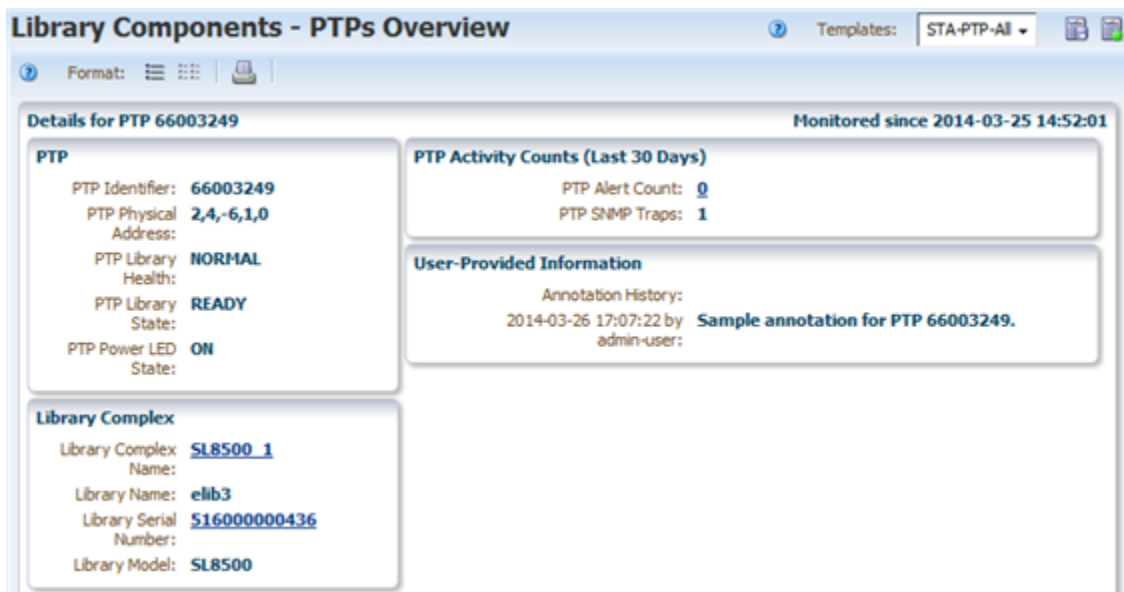 Library Components - PTPs Overview
Templates: STA-PTP-All
Format:
Details for PTP 66003249
Monitored since 2014-03-25 14:52:01
PTP
PTP Identifier: 66003249
PTP Physical 2,4,-6,1,0
Address:
PTP Library NORMAL
Health:
PTP Library READY
State:
PTP Power LED ON
State:
PTP Activity Counts (Last 30 Days)
PTP Alert Count: 0
PTP SNMP Traps: 1
User-Provided Information
Annotation History:
2014-03-26 17:07:22 by Sample annotation for PTP 66003249.
admin-user:
Library Complex
Library Complex SL8500_1
Name:
Library Name: elib3
Library Serial 516000000436
Number:
Library Model: SL8500